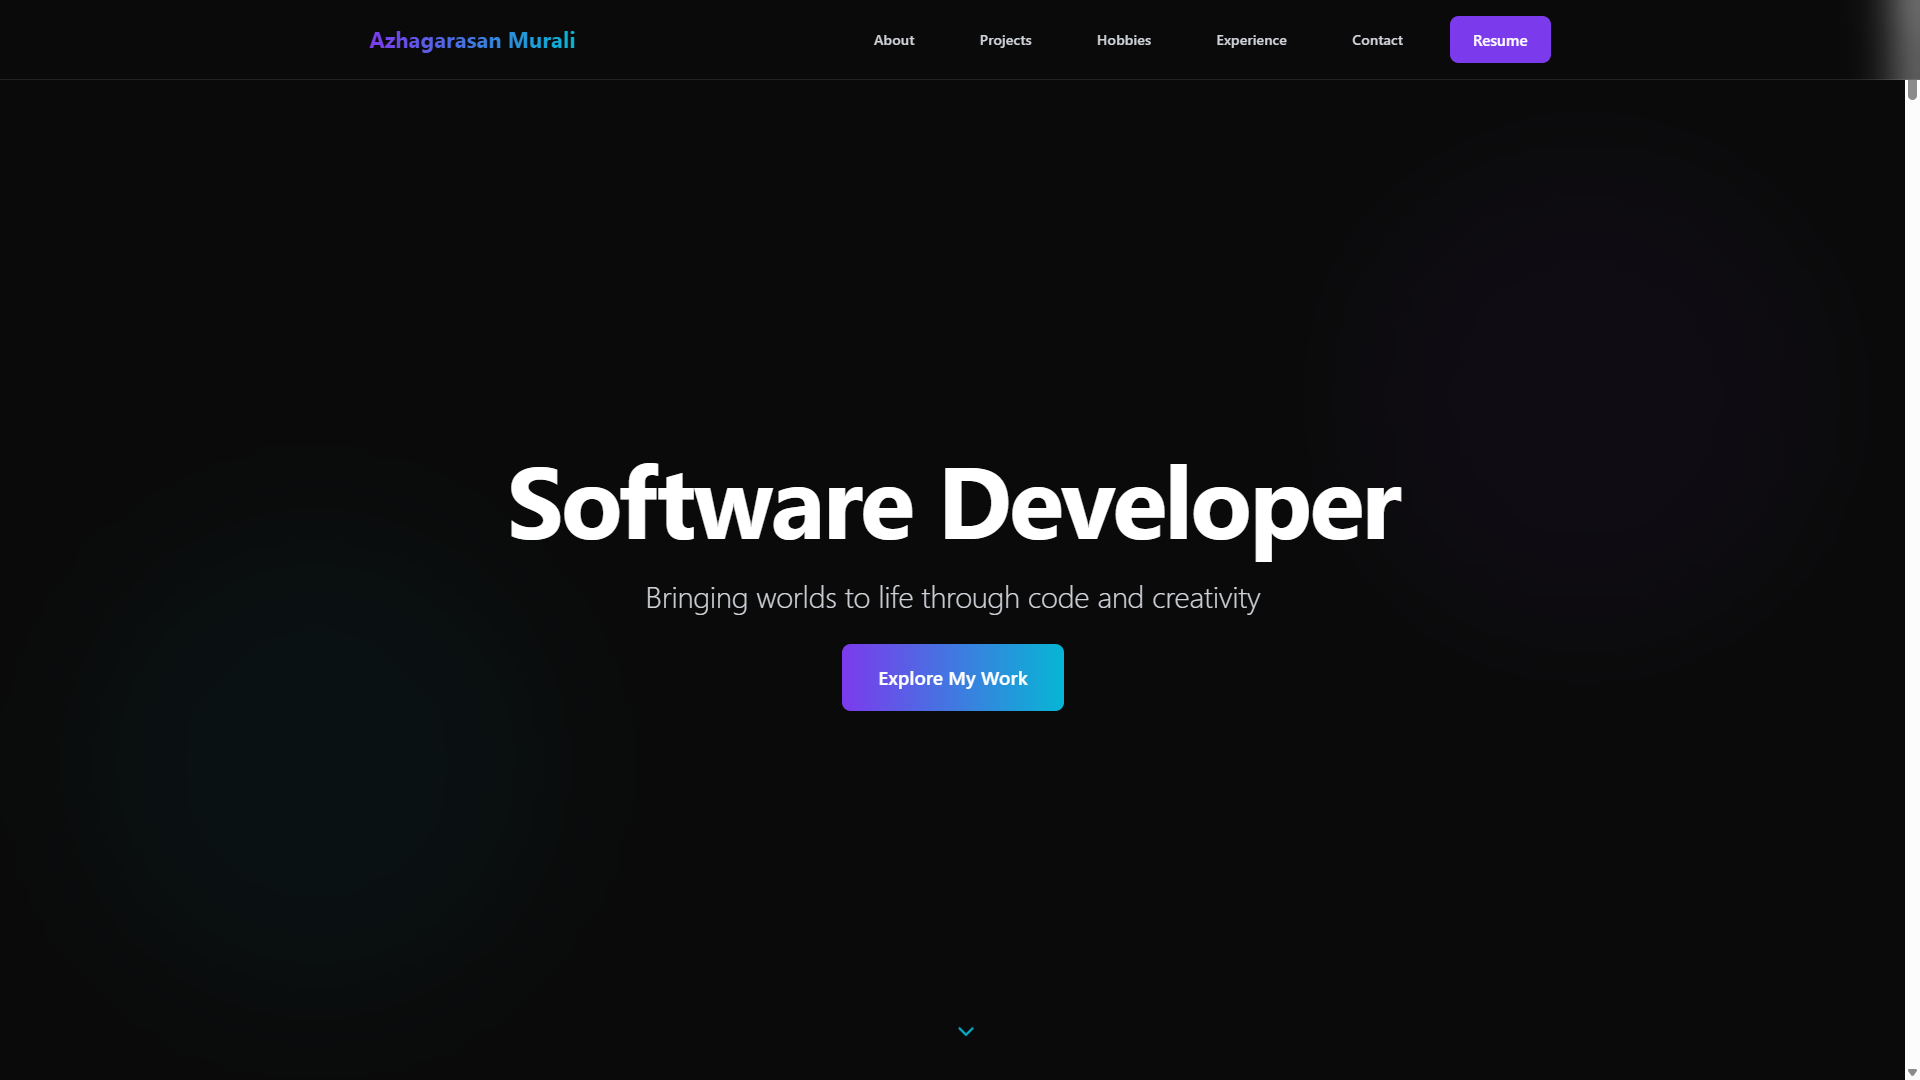 Azhagarasan Murali
About
Projects
Hobbies
Experience
Contact
Resume
Software Developer
Bringing worlds to life through code and creativity
Explore My Work